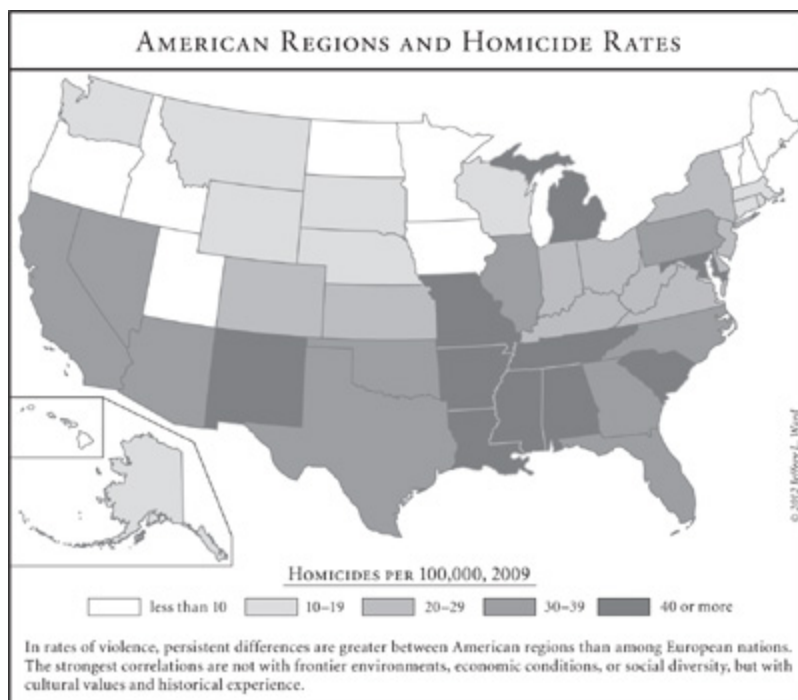 AMERICAN REGIONS AND HOMICIDE RATES
© 2012 Jeffrey L. Ward
HOMICIDES PER 100,000, 2009
less than 10 10–19 20–29 30–39 40 or more
In rates of violence, persistent differences are greater between American regions than among European nations.
The strongest correlations are not with frontier environments, economic conditions, or social diversity, but with
cultural values and historical experience.